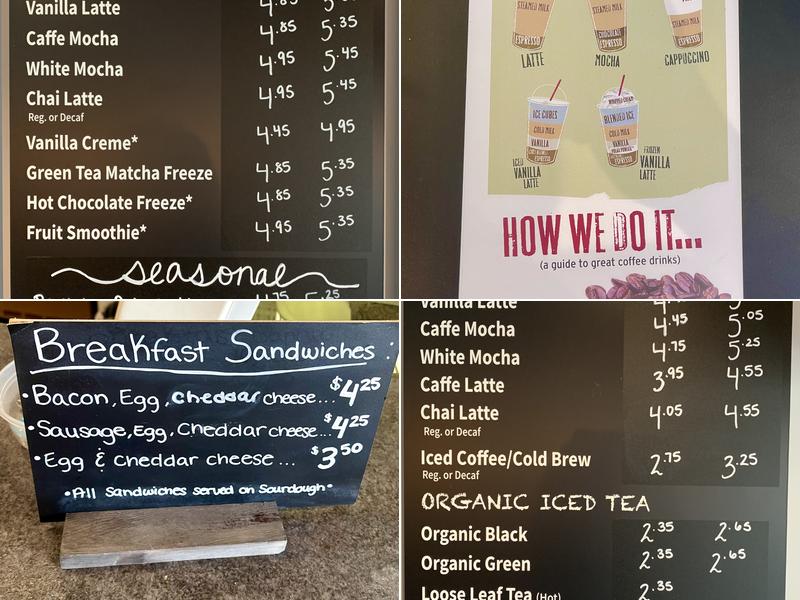 Vanilla Latte 4.85 5.
Caffe Mocha 4.85 5.35
White Mocha 4.95 5.45
Chai Latte 4.95 5.45
Reg. or Decaf
Vanilla Creme* 4.45 4.95
Green Tea Matcha Freeze 4.85 5.35
Hot Chocolate Freeze* 4.85 5.35
Fruit Smoothie* 4.95 5.35
seasonal
4.75 5.25
STEAMED MILK STEAMED MILK STEAMED MILK
ESPRESSO CHOCOLATE ESPRESSO ESPRESSO
LATTE MOCHA CAPPUCCINO
WHIPPED CREAM
ICE CUBES BLENDED ICE
COLD MILK COLD MILK
VANILLA VANILLA
ESPRESSO ESPRESSO
ICED VANILLA LATTE
FROZEN VANILLA LATTE
HOW WE DO IT...
(a guide to great coffee drinks)
Breakfast Sandwiches:
• Bacon, Egg, cheddar cheese... $4.25
• Sausage, Egg, Cheddar cheese... $4.25
• Egg & cheddar cheese... $3.50
• All Sandwiches served on Sourdough •
Vanilla Latte
Caffe Mocha 4.45 5.05
White Mocha 4.75 5.25
Caffe Latte 3.95 4.55
Chai Latte 4.05 4.55
Reg. or Decaf
Iced Coffee/Cold Brew 2.75 3.25
Reg. or Decaf
ORGANIC ICED TEA
Organic Black 2.35 2.65
Organic Green 2.35 2.65
Loose Leaf Tea (Hot) 2.35